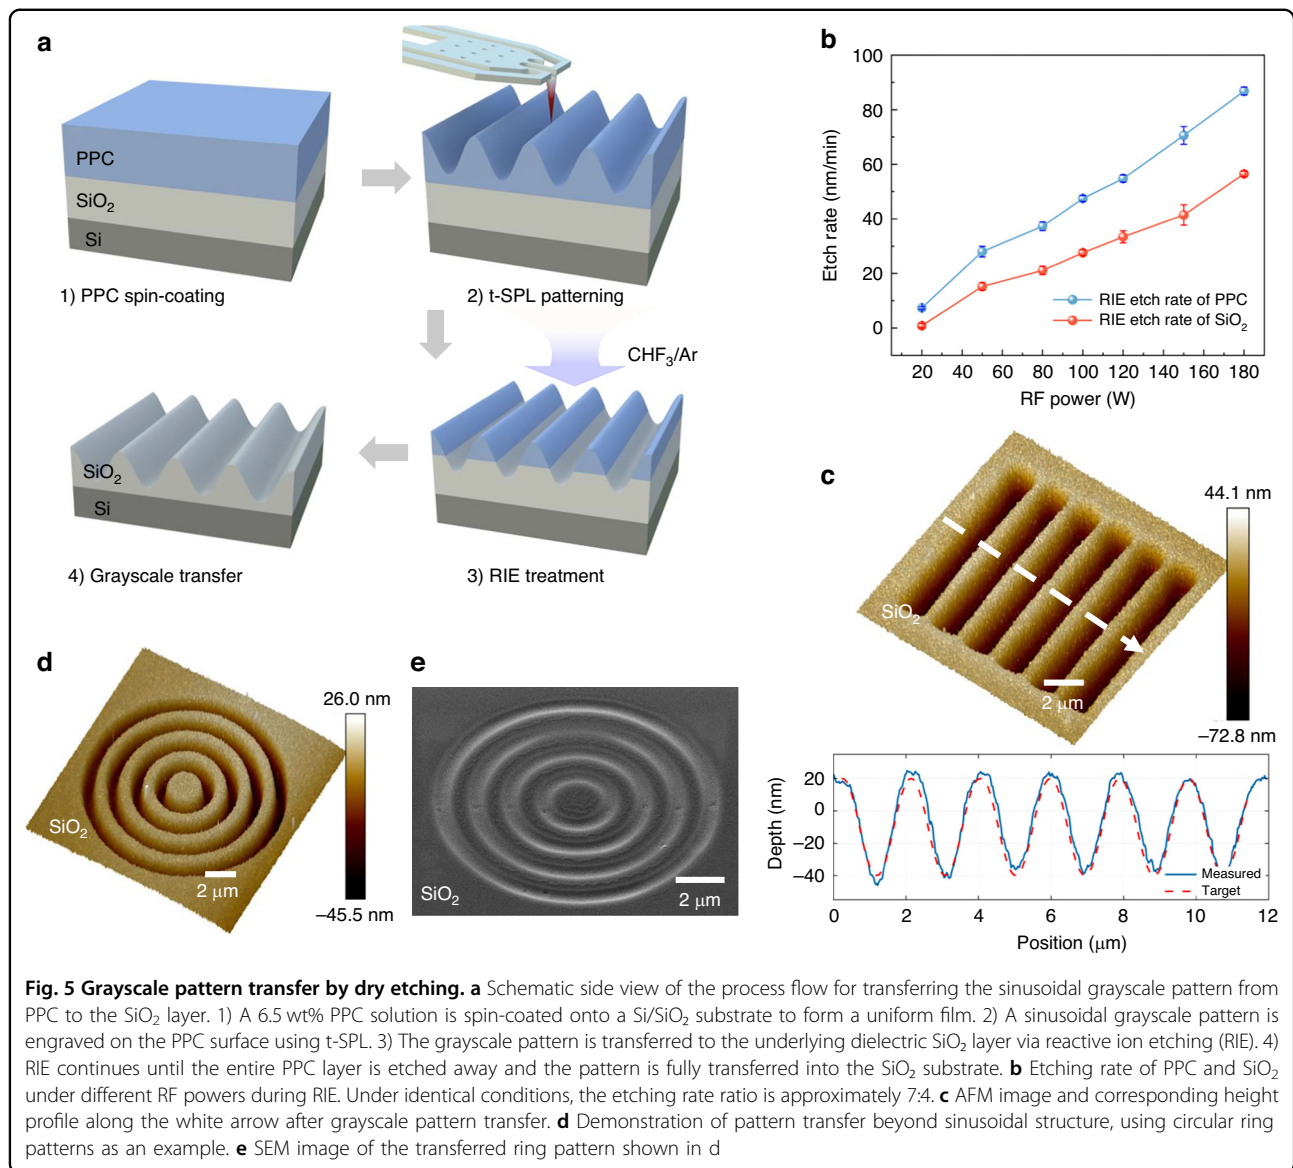 a
PPC
SiO₂
Si
1) PPC spin-coating
2) t-SPL patterning
CHF₃/Ar
SiO₂
Si
4) Grayscale transfer
3) RIE treatment
b
100
80
60
40
20
0
Etch rate (nm/min)
RIE etch rate of PPC
RIE etch rate of SiO₂
20 40 60 80 100 120 140 160 180
RF power (W)
c
44.1 nm
SiO₂
2 μm
−72.8 nm
20
0
−20
−40
Depth (nm)
Measured
Target
0 2 4 6 8 10 12
Position (μm)
d
26.0 nm
SiO₂
2 μm
−45.5 nm
e
SiO₂
2 μm
Fig. 5 Grayscale pattern transfer by dry etching. a Schematic side view of the process flow for transferring the sinusoidal grayscale pattern from
PPC to the SiO₂ layer. 1) A 6.5 wt% PPC solution is spin-coated onto a Si/SiO₂ substrate to form a uniform film. 2) A sinusoidal grayscale pattern is
engraved on the PPC surface using t-SPL. 3) The grayscale pattern is transferred to the underlying dielectric SiO₂ layer via reactive ion etching (RIE). 4)
RIE continues until the entire PPC layer is etched away and the pattern is fully transferred into the SiO₂ substrate. b Etching rate of PPC and SiO₂
under different RF powers during RIE. Under identical conditions, the etching rate ratio is approximately 7:4. c AFM image and corresponding height
profile along the white arrow after grayscale pattern transfer. d Demonstration of pattern transfer beyond sinusoidal structure, using circular ring
patterns as an example. e SEM image of the transferred ring pattern shown in d